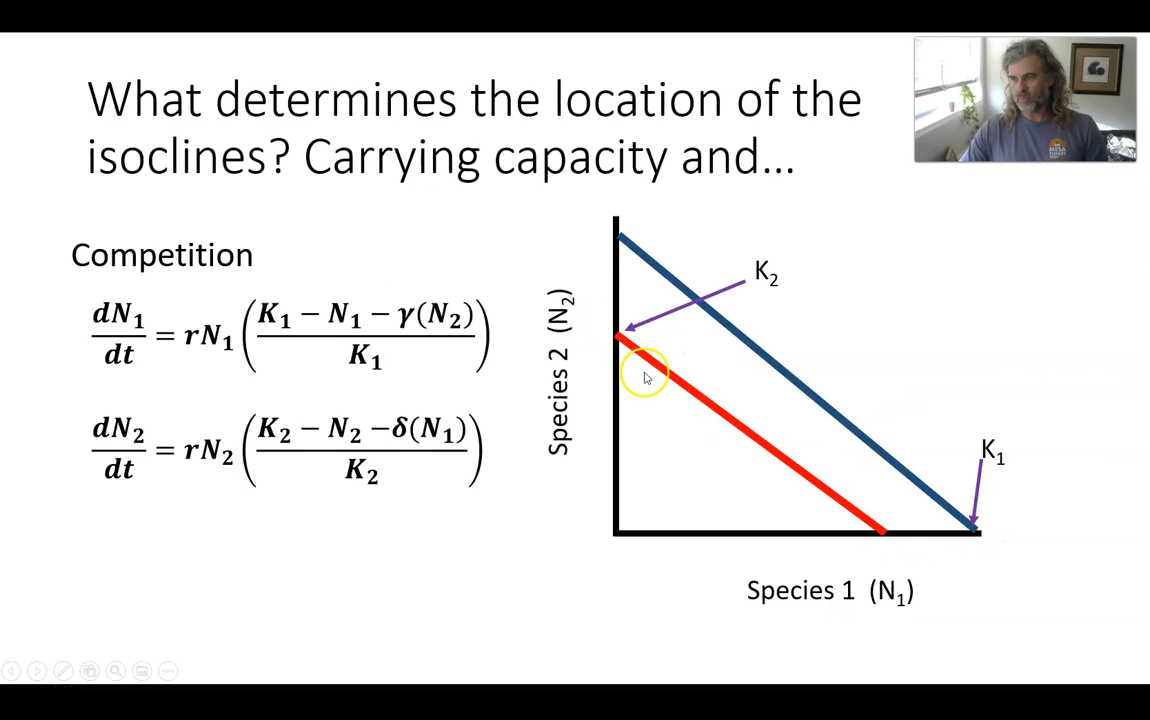 What determines the location of the
isoclines? Carrying capacity and...
Competition
dN₁/dt = rN₁ ((K₁ − N₁ − γ(N₂))/K₁)
dN₂/dt = rN₂ ((K₂ − N₂ −δ(N₁))/K₂)
Species 2 (N₂)
K₂
K₁
Species 1 (N₁)
MESA